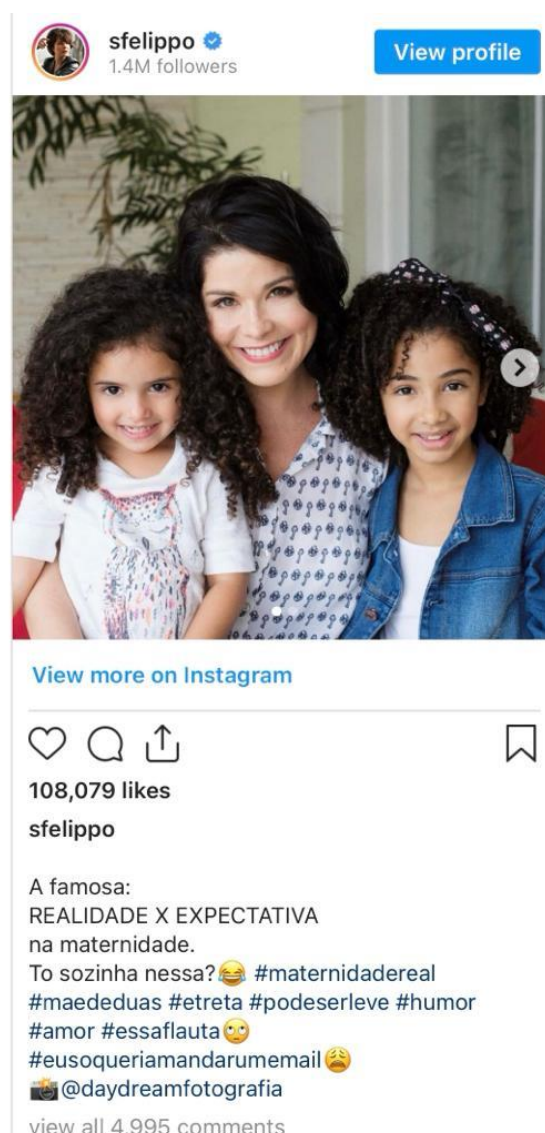 sfelippo
1.4M followers
View profile
View more on Instagram
108,079 likes
sfelippo
A famosa:
REALIDADE X EXPECTATIVA
na maternidade.
To sozinha nessa?😂 #maternidadereal
#maededuas #etreta #podeserleve #humor
#amor #essaflauta🙄
#eusoqueriamandarumemail😩
📸@daydreamfotografia
view all 4,995 comments